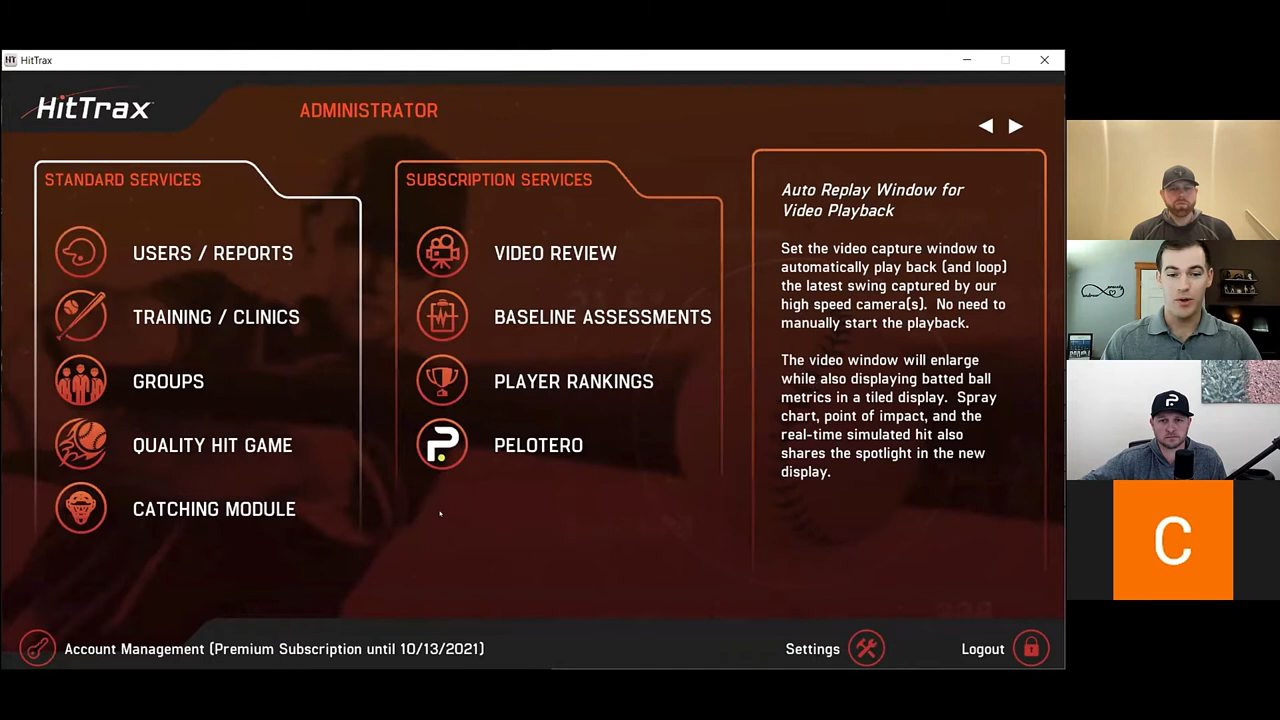 HitTrax
HitTrax
ADMINISTRATOR
STANDARD SERVICES
USERS / REPORTS
TRAINING / CLINICS
GROUPS
QUALITY HIT GAME
CATCHING MODULE
SUBSCRIPTION SERVICES
VIDEO REVIEW
BASELINE ASSESSMENTS
PLAYER RANKINGS
PELOTERO
Auto Replay Window for
Video Playback
Set the video capture window to
automatically play back (and loop)
the latest swing captured by our
high speed camera(s). No need to
manually start the playback.
The video window will enlarge
while also displaying batted ball
metrics in a tiled display. Spray
chart, point of impact, and the
real-time simulated hit also
shares the spotlight in the new
display.
Account Management (Premium Subscription until 10/13/2021)
Settings
Logout
C